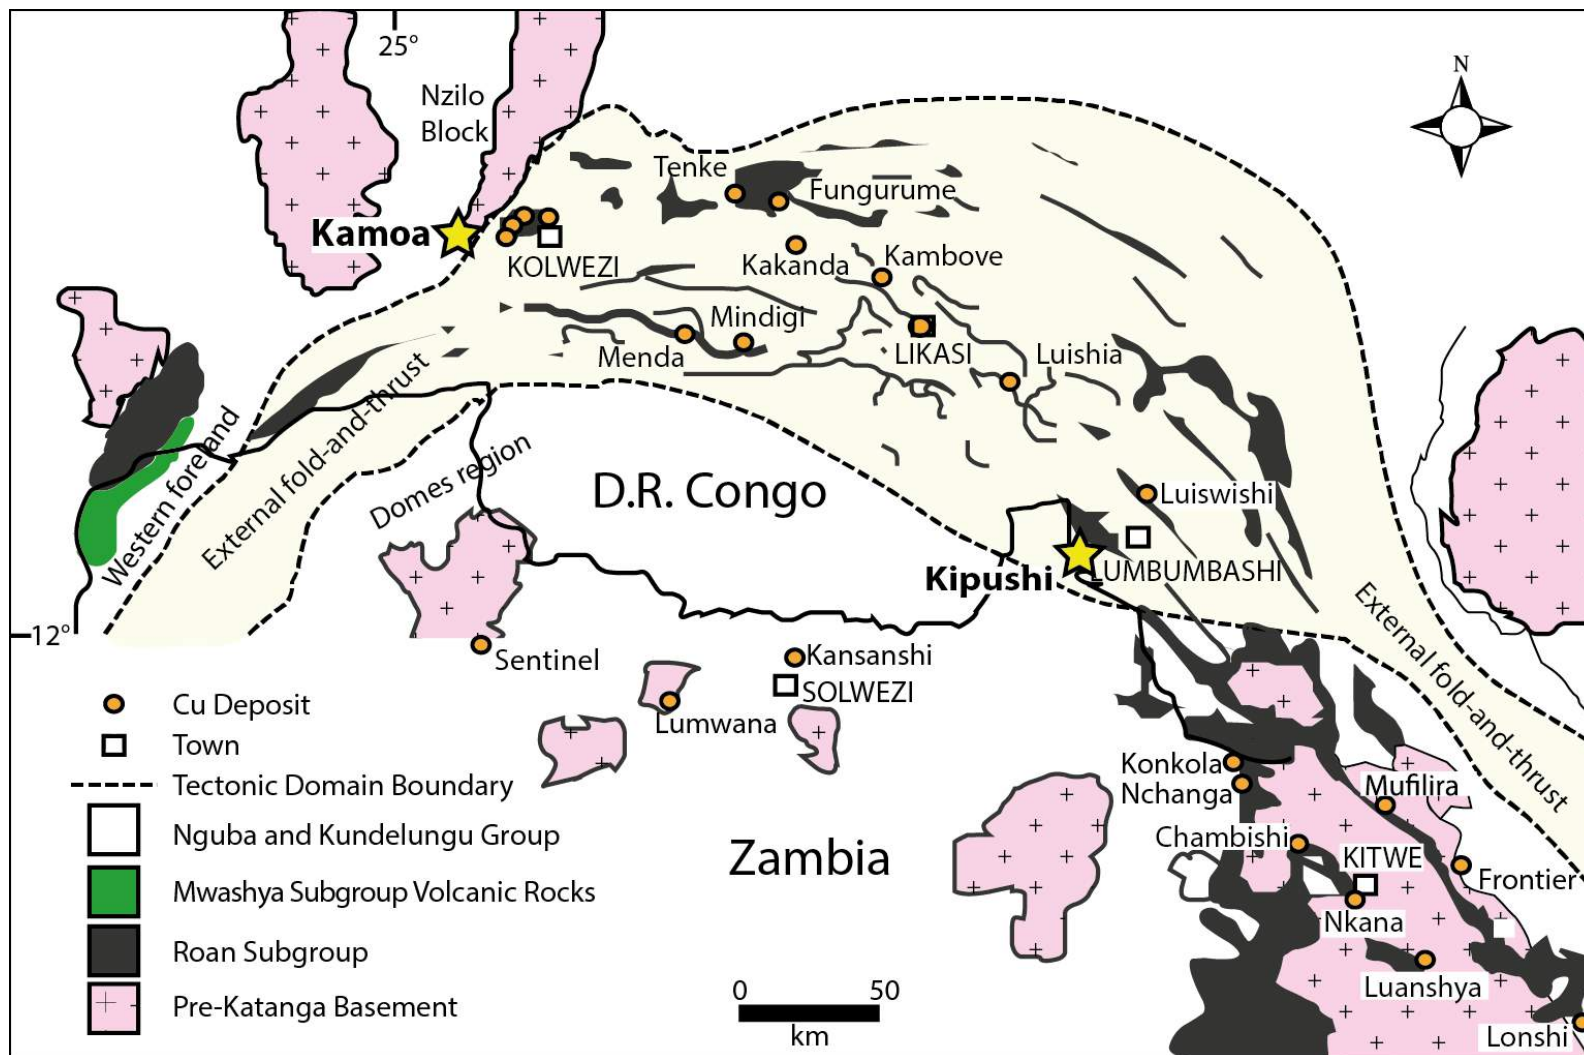 25°
N
Nzilo
Block
Tenke
Fungurume
Kamoa
KOLWEZI
Kakanda
Kambove
Mindigi
Menda
LIKASI
Luishia
Western foreland
External fold-and-thrust
Domes region
D.R. Congo
Luiswishi
Kipushi
LUMBUMBASHI
External fold-and-thrust
12°
Sentinel
Kansanshi
SOLWEZI
Lumwana
Konkola
Nchanga
Mufilira
Chambishi
KITWE
Frontier
Nkana
Luanshya
Lonshi
Zambia
Cu Deposit
Town
Tectonic Domain Boundary
Nguba and Kundelungu Group
Mwashya Subgroup Volcanic Rocks
Roan Subgroup
Pre-Katanga Basement
0 50
km